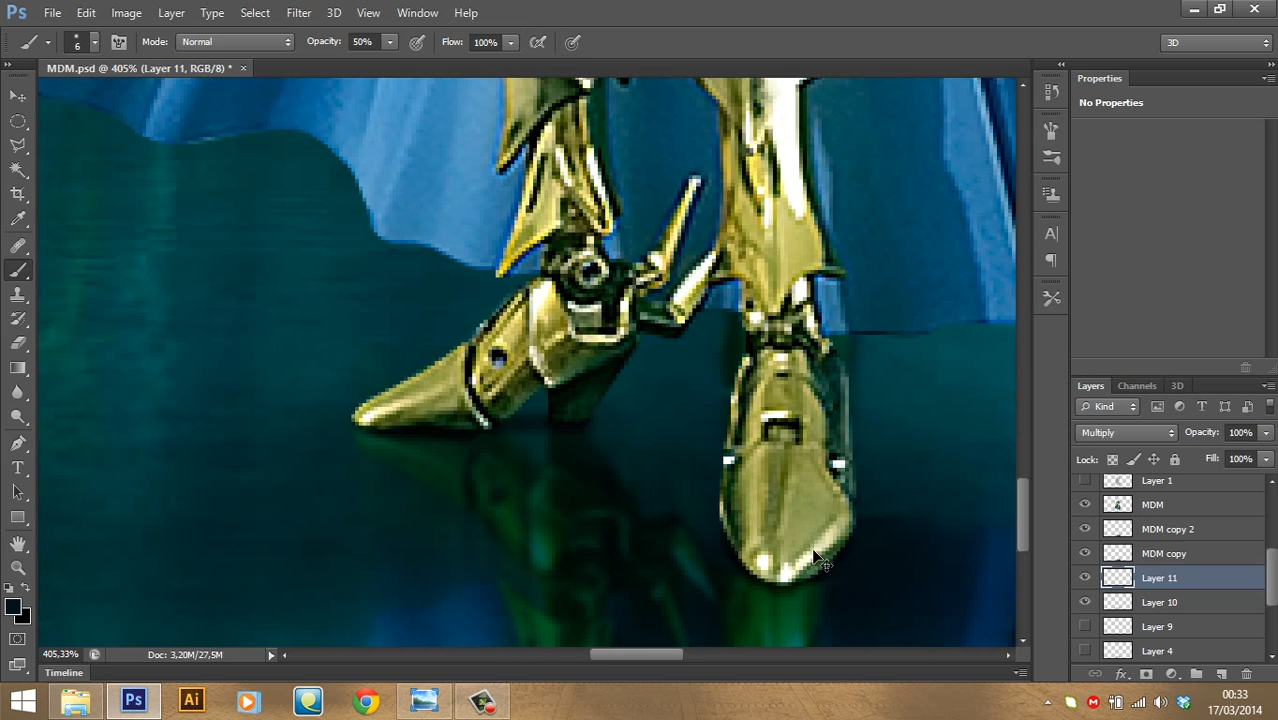 Ps File Edit Image Layer Type Select Filter 3D View Window Help
6 Mode: Normal Opacity: 50% Flow: 100% 3D
MDM.psd @ 405% (Layer 11, RGB/8) * ×
Properties
No Properties
Layers Channels 3D
Kind
Multiply Opacity: 100%
Lock: Fill: 100%
Layer 1
MDM
MDM copy 2
MDM copy
Layer 11
Layer 10
Layer 9
Layer 4
405,33% Doc: 3,20M/27,5M
Timeline
Ps Ai
00:33
17/03/2014